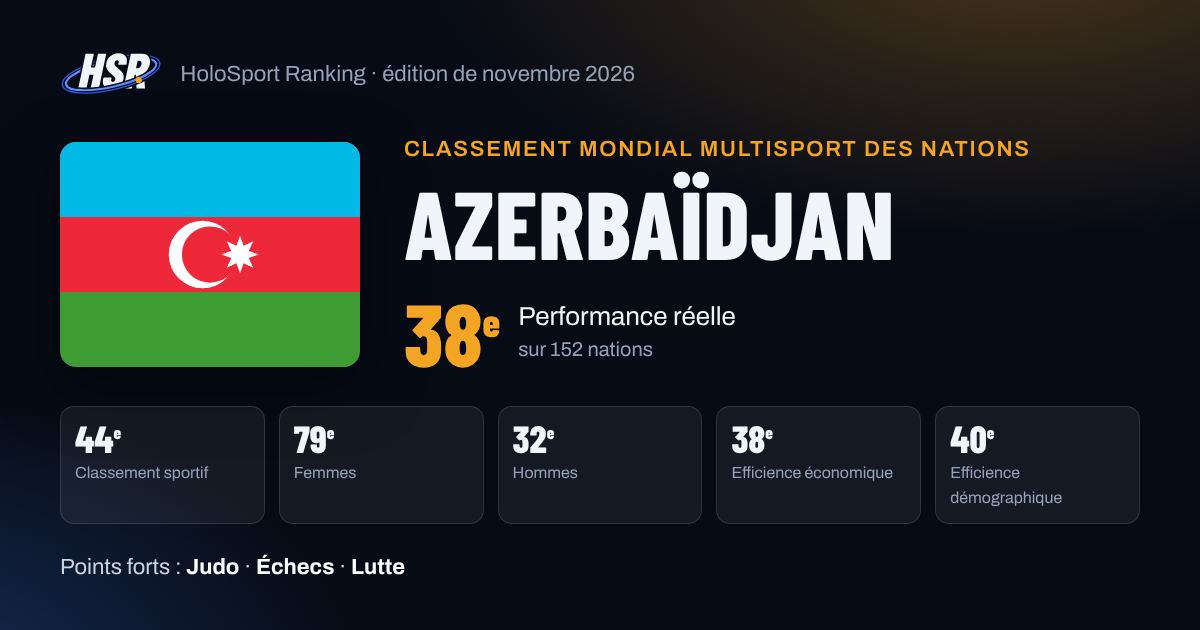 HSR
HoloSport Ranking · édition de novembre 2026
CLASSEMENT MONDIAL MULTISPORT DES NATIONS
AZERBAÏDJAN
38e Performance réelle
sur 152 nations
44e
Classement sportif
79e
Femmes
32e
Hommes
38e
Efficience économique
40e
Efficience
démographique
Points forts : Judo · Échecs · Lutte